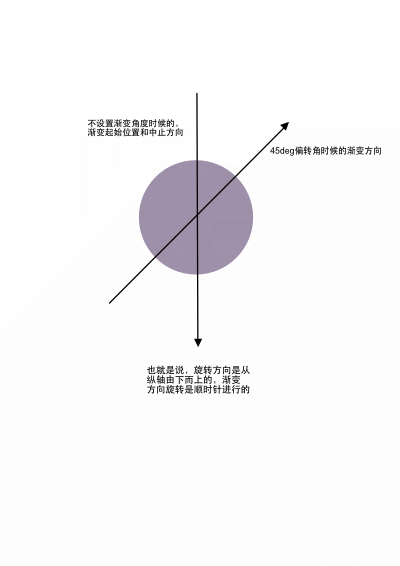 不设置渐变角度时候的，
渐变起始位置和中止方向
45deg偏转角时候的渐变方向
也就是说，旋转方向是从
纵轴由下而上的，渐变
方向旋转是顺时针进行的